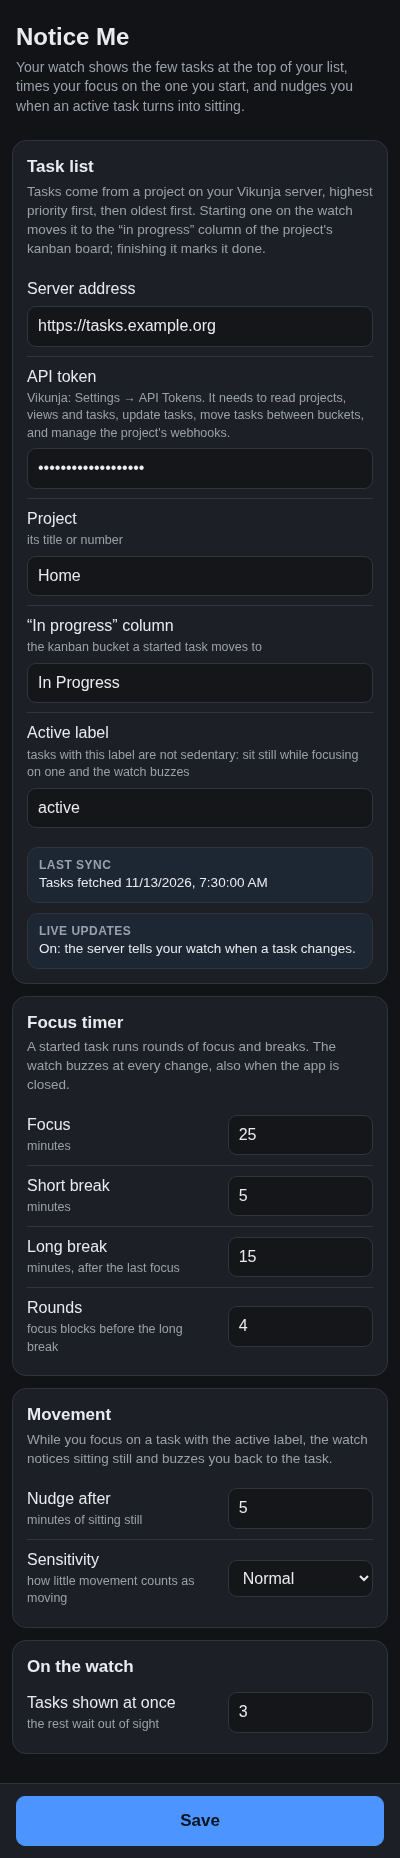 Notice Me
Your watch shows the few tasks at the top of your list,
times your focus on the one you start, and nudges you
when an active task turns into sitting.
Task list
Tasks come from a project on your Vikunja server, highest
priority first, then oldest first. Starting one on the watch
moves it to the “in progress” column of the project's
kanban board; finishing it marks it done.
Server address
https://tasks.example.org
API token
Vikunja: Settings → API Tokens. It needs to read projects,
views and tasks, update tasks, move tasks between buckets,
and manage the project's webhooks.
•••••••••••••••••••
Project
its title or number
Home
“In progress” column
the kanban bucket a started task moves to
In Progress
Active label
tasks with this label are not sedentary: sit still while focusing
on one and the watch buzzes
active
LAST SYNC
Tasks fetched 11/13/2026, 7:30:00 AM
LIVE UPDATES
On: the server tells your watch when a task changes.
Focus timer
A started task runs rounds of focus and breaks. The
watch buzzes at every change, also when the app is
closed.
Focus
minutes
25
Short break
minutes
5
Long break
minutes, after the last focus
15
Rounds
focus blocks before the long
break
4
Movement
While you focus on a task with the active label, the watch
notices sitting still and buzzes you back to the task.
Nudge after
minutes of sitting still
5
Sensitivity
how little movement counts as
moving
Normal
On the watch
Tasks shown at once
the rest wait out of sight
3
Save